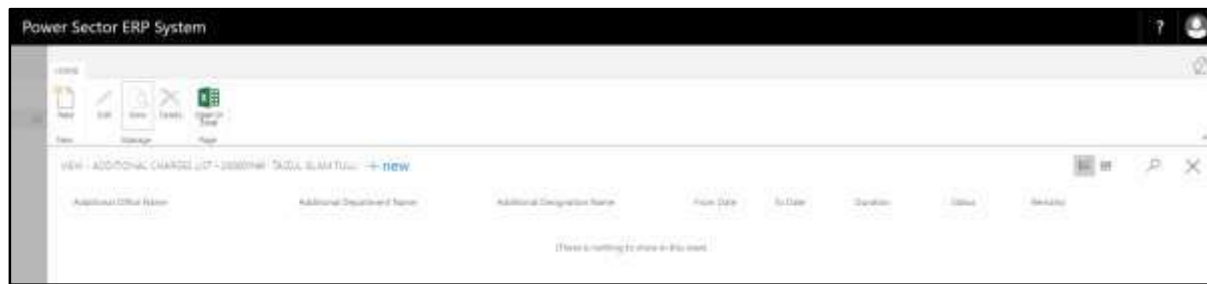 Power Sector ERP System ?
HOME
New Edit View Delete Open in Excel
New Manage Page
VIEW - ADDITIONAL CHARGES LIST - + new
Additional Office Name Additional Department Name Additional Designation Name From Date To Date Duration Status Remarks
(There is nothing to show in this view)